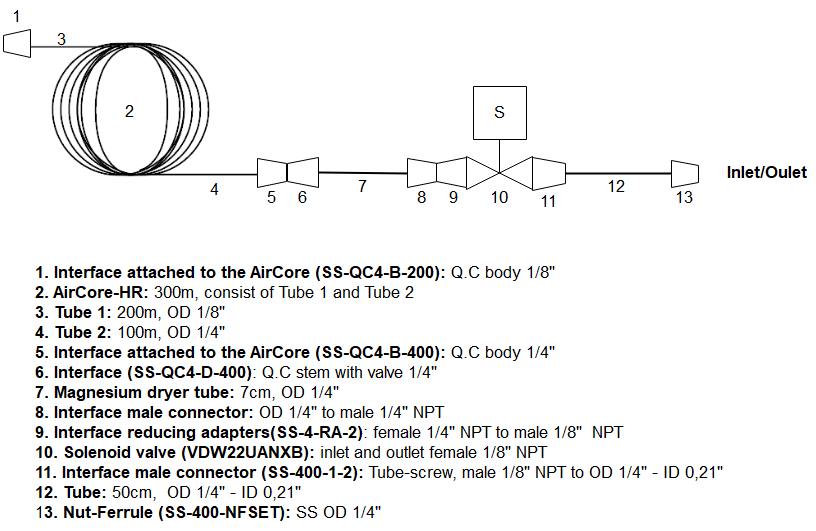 1
3
2
S
4
5
6
7
8
9
10
11
12
13
Inlet/Oulet
1. Interface attached to the AirCore (SS-QC4-B-200): Q.C body 1/8"
2. AirCore-HR: 300m, consist of Tube 1 and Tube 2
3. Tube 1: 200m, OD 1/8"
4. Tube 2: 100m, OD 1/4"
5. Interface attached to the AirCore (SS-QC4-B-400): Q.C body 1/4"
6. Interface (SS-QC4-D-400): Q.C stem with valve 1/4"
7. Magnesium dryer tube: 7cm, OD 1/4"
8. Interface male connector: OD 1/4" to male 1/4" NPT
9. Interface reducing adapters(SS-4-RA-2): female 1/4" NPT to male 1/8" NPT
10. Solenoid valve (VDW22UANXB): inlet and outlet female 1/8" NPT
11. Interface male connector (SS-400-1-2): Tube-screw, male 1/8" NPT to OD 1/4" - ID 0,21"
12. Tube: 50cm, OD 1/4" - ID 0,21"
13. Nut-Ferrule (SS-400-NFSET): SS OD 1/4"